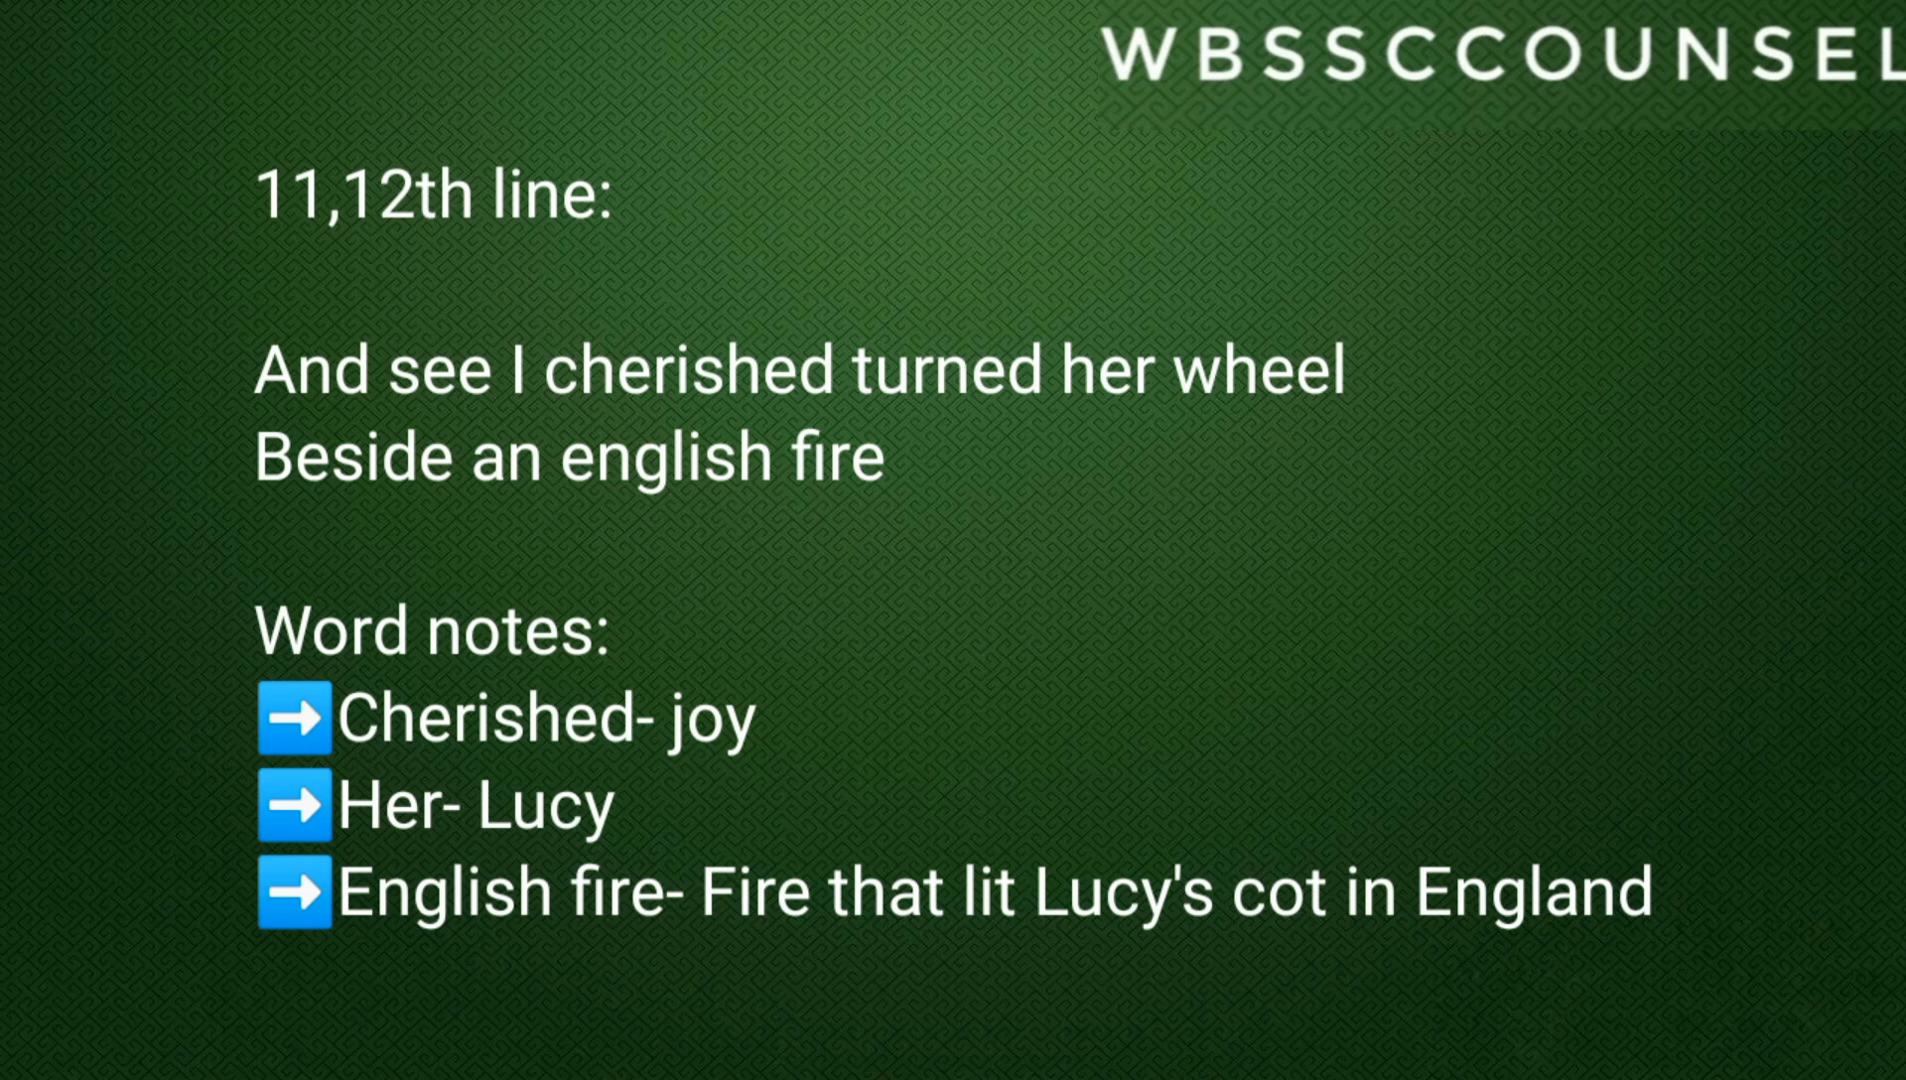 WBSSCCOUNSEL
11,12th line:
And see I cherished turned her wheel
Beside an english fire
Word notes:
➡Cherished- joy
➡Her- Lucy
➡English fire- Fire that lit Lucy's cot in England